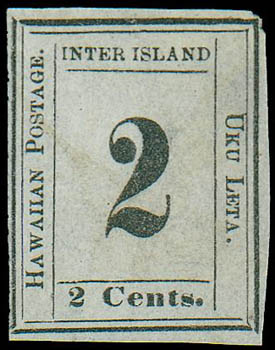 INTER ISLAND
HAWAIIAN POSTAGE.
2
UKU LETA.
2 Cents.